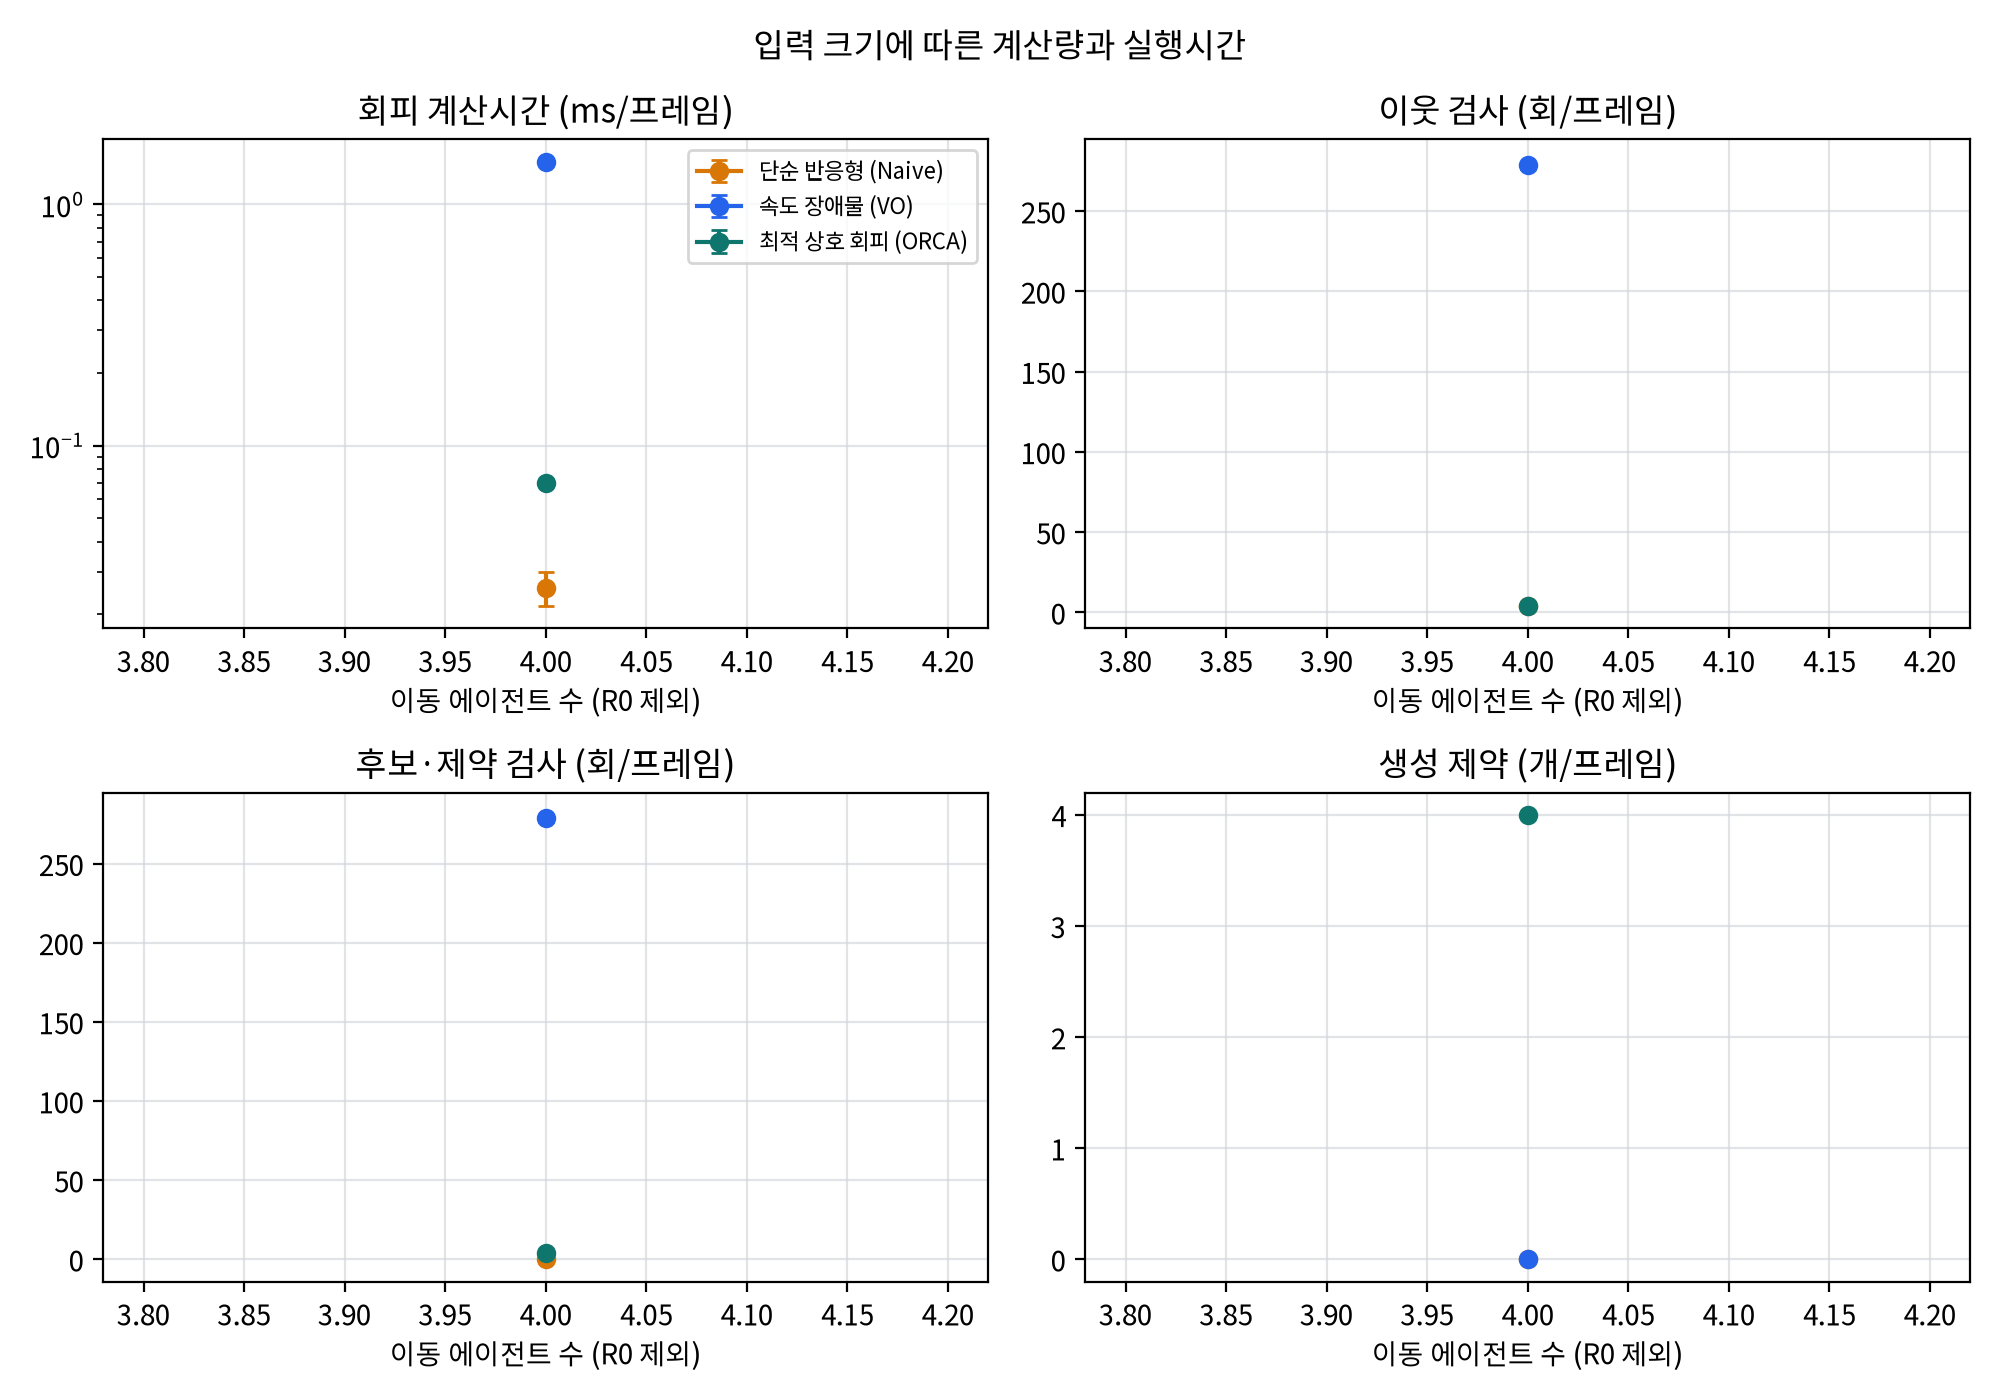 입력 크기에 따른 계산량과 실행시간
회피 계산시간 (ms/프레임)
10⁰
10⁻¹
단순 반응형 (Naive)
속도 장애물 (VO)
최적 상호 회피 (ORCA)
3.80 3.85 3.90 3.95 4.00 4.05 4.10 4.15 4.20
이동 에이전트 수 (R0 제외)
이웃 검사 (회/프레임)
250
200
150
100
50
0
3.80 3.85 3.90 3.95 4.00 4.05 4.10 4.15 4.20
이동 에이전트 수 (R0 제외)
후보·제약 검사 (회/프레임)
250
200
150
100
50
0
3.80 3.85 3.90 3.95 4.00 4.05 4.10 4.15 4.20
이동 에이전트 수 (R0 제외)
생성 제약 (개/프레임)
4
3
2
1
0
3.80 3.85 3.90 3.95 4.00 4.05 4.10 4.15 4.20
이동 에이전트 수 (R0 제외)